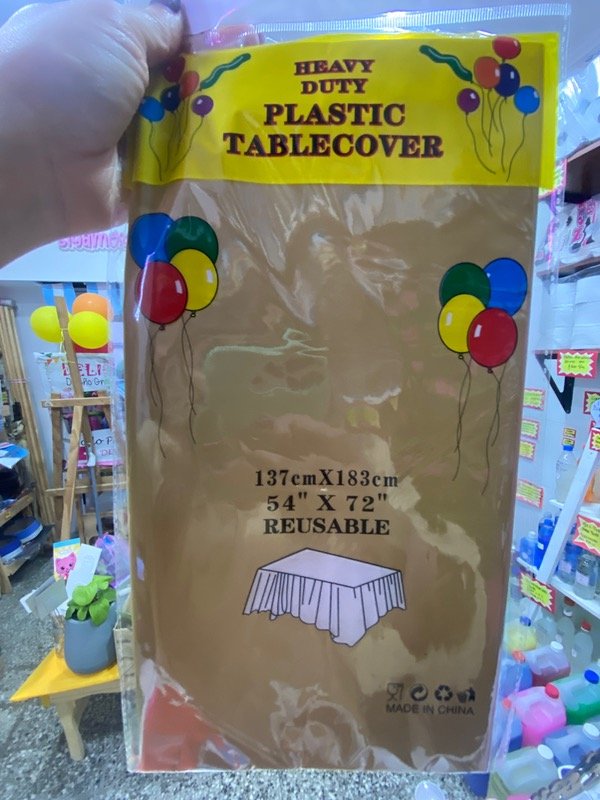 HEAVY
DUTY
PLASTIC
TABLECOVER
137cmX183cm
54" X 72"
REUSABLE
MADE IN CHINA